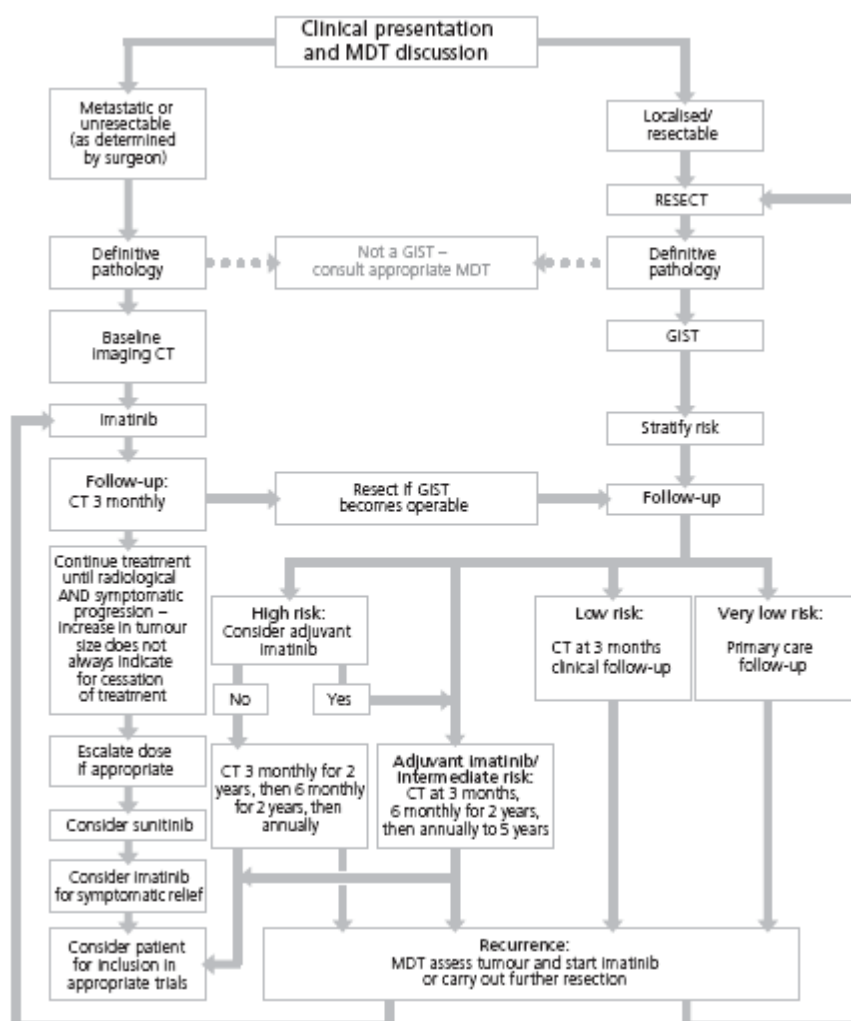 Clinical presentation
and MDT discussion
Metastatic or
unresectable
(as determined
by surgeon)
Localised/
resectable
RESECT
Definitive
pathology
Not a GIST –
consult appropriate MDT
Definitive
pathology
Baseline
imaging CT
GIST
Imatinib
Stratify risk
Follow-up:
CT 3 monthly
Resect if GIST
becomes operable
Follow-up
Continue treatment
until radiological
AND symptomatic
progression –
increase in tumour
size does not
always indicate
for cessation
of treatment
High risk:
Consider adjuvant
imatinib
Low risk:
CT at 3 months
clinical follow-up
Very low risk:
Primary care
follow-up
No
Yes
Escalate dose
if appropriate
CT 3 monthly for 2
years, then 6 monthly
for 2 years, then
annually
Adjuvant imatinib/
Intermediate risk:
CT at 3 months,
6 monthly for 2 years,
then annually to 5 years
Consider sunitinib
Consider imatinib
for symptomatic relief
Consider patient
for inclusion in
appropriate trials
Recurrence:
MDT assess tumour and start imatinib
or carry out further resection